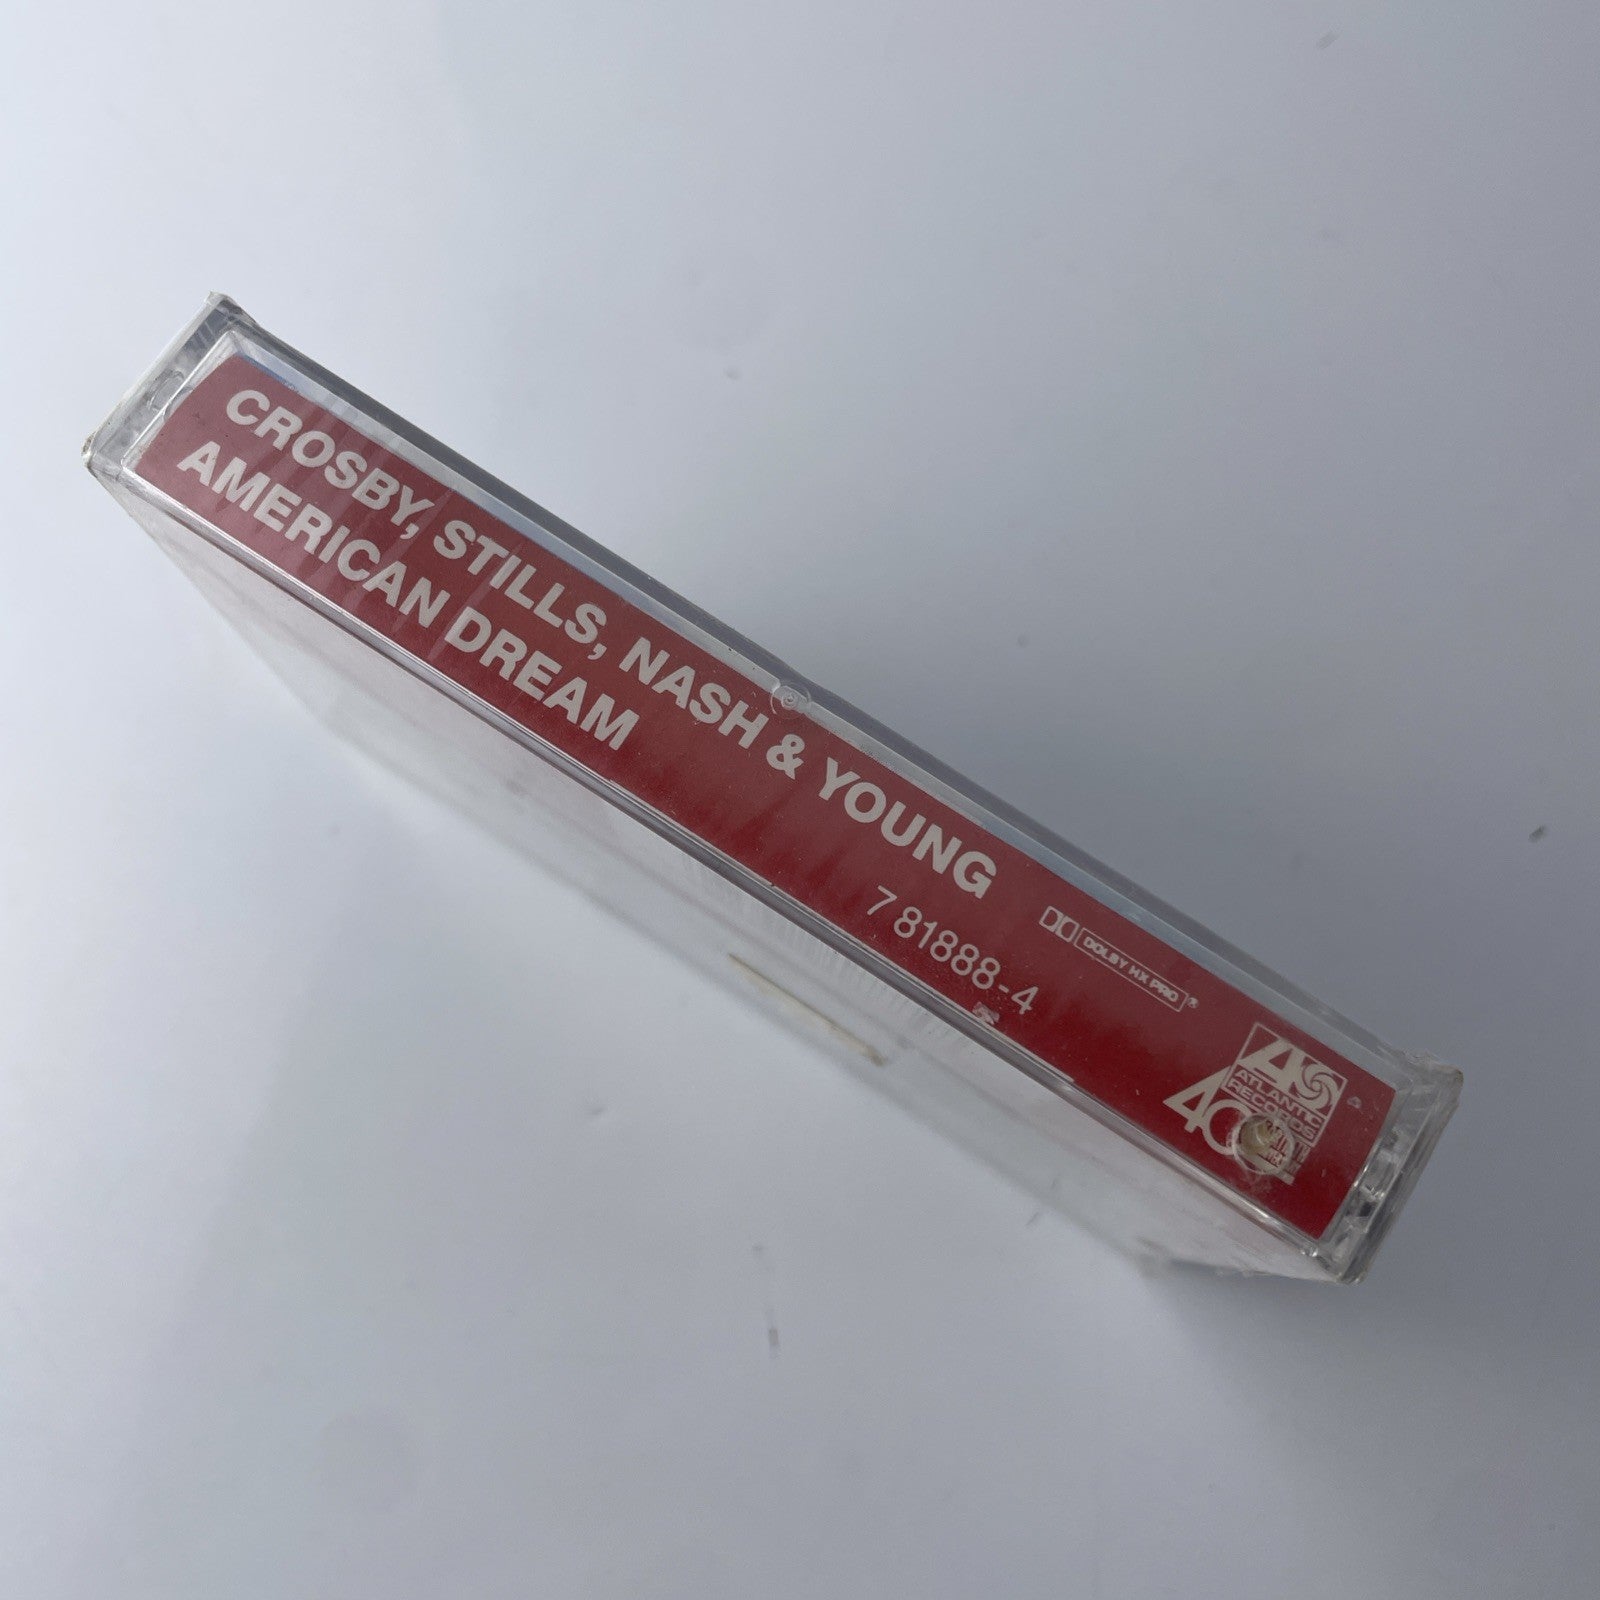 CROSBY, STILLS, NASH & YOUNG
AMERICAN DREAM
7 81888-4
DOLBY HX PRO®
ATLANTIC
RECORDS
40